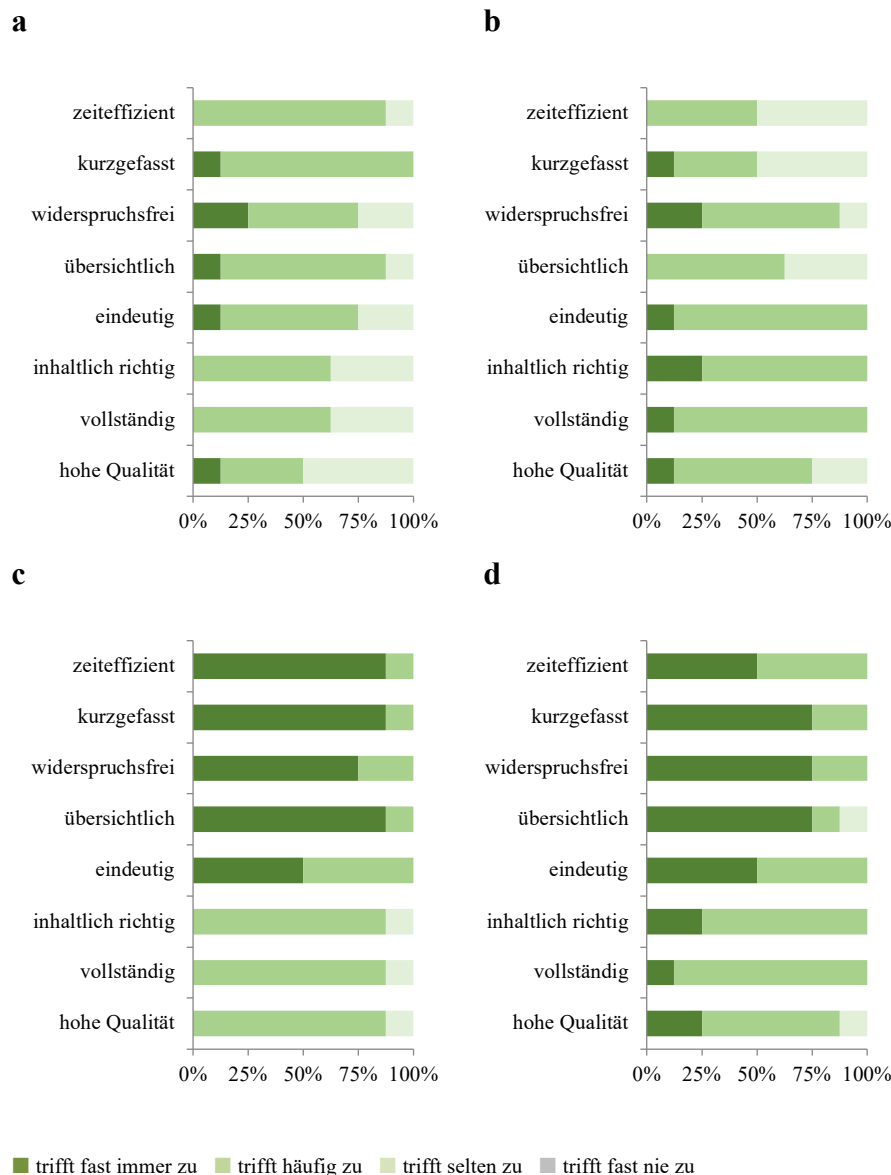 a
zeiteffizient
kurzgefasst
widerspruchsfrei
übersichtlich
eindeutig
inhaltlich richtig
vollständig
hohe Qualität
0% 25% 50% 75% 100%
b
zeiteffizient
kurzgefasst
widerspruchsfrei
übersichtlich
eindeutig
inhaltlich richtig
vollständig
hohe Qualität
0% 25% 50% 75% 100%
c
zeiteffizient
kurzgefasst
widerspruchsfrei
übersichtlich
eindeutig
inhaltlich richtig
vollständig
hohe Qualität
0% 25% 50% 75% 100%
d
zeiteffizient
kurzgefasst
widerspruchsfrei
übersichtlich
eindeutig
inhaltlich richtig
vollständig
hohe Qualität
0% 25% 50% 75% 100%
trifft fast immer zu trifft häufig zu trifft selten zu trifft fast nie zu